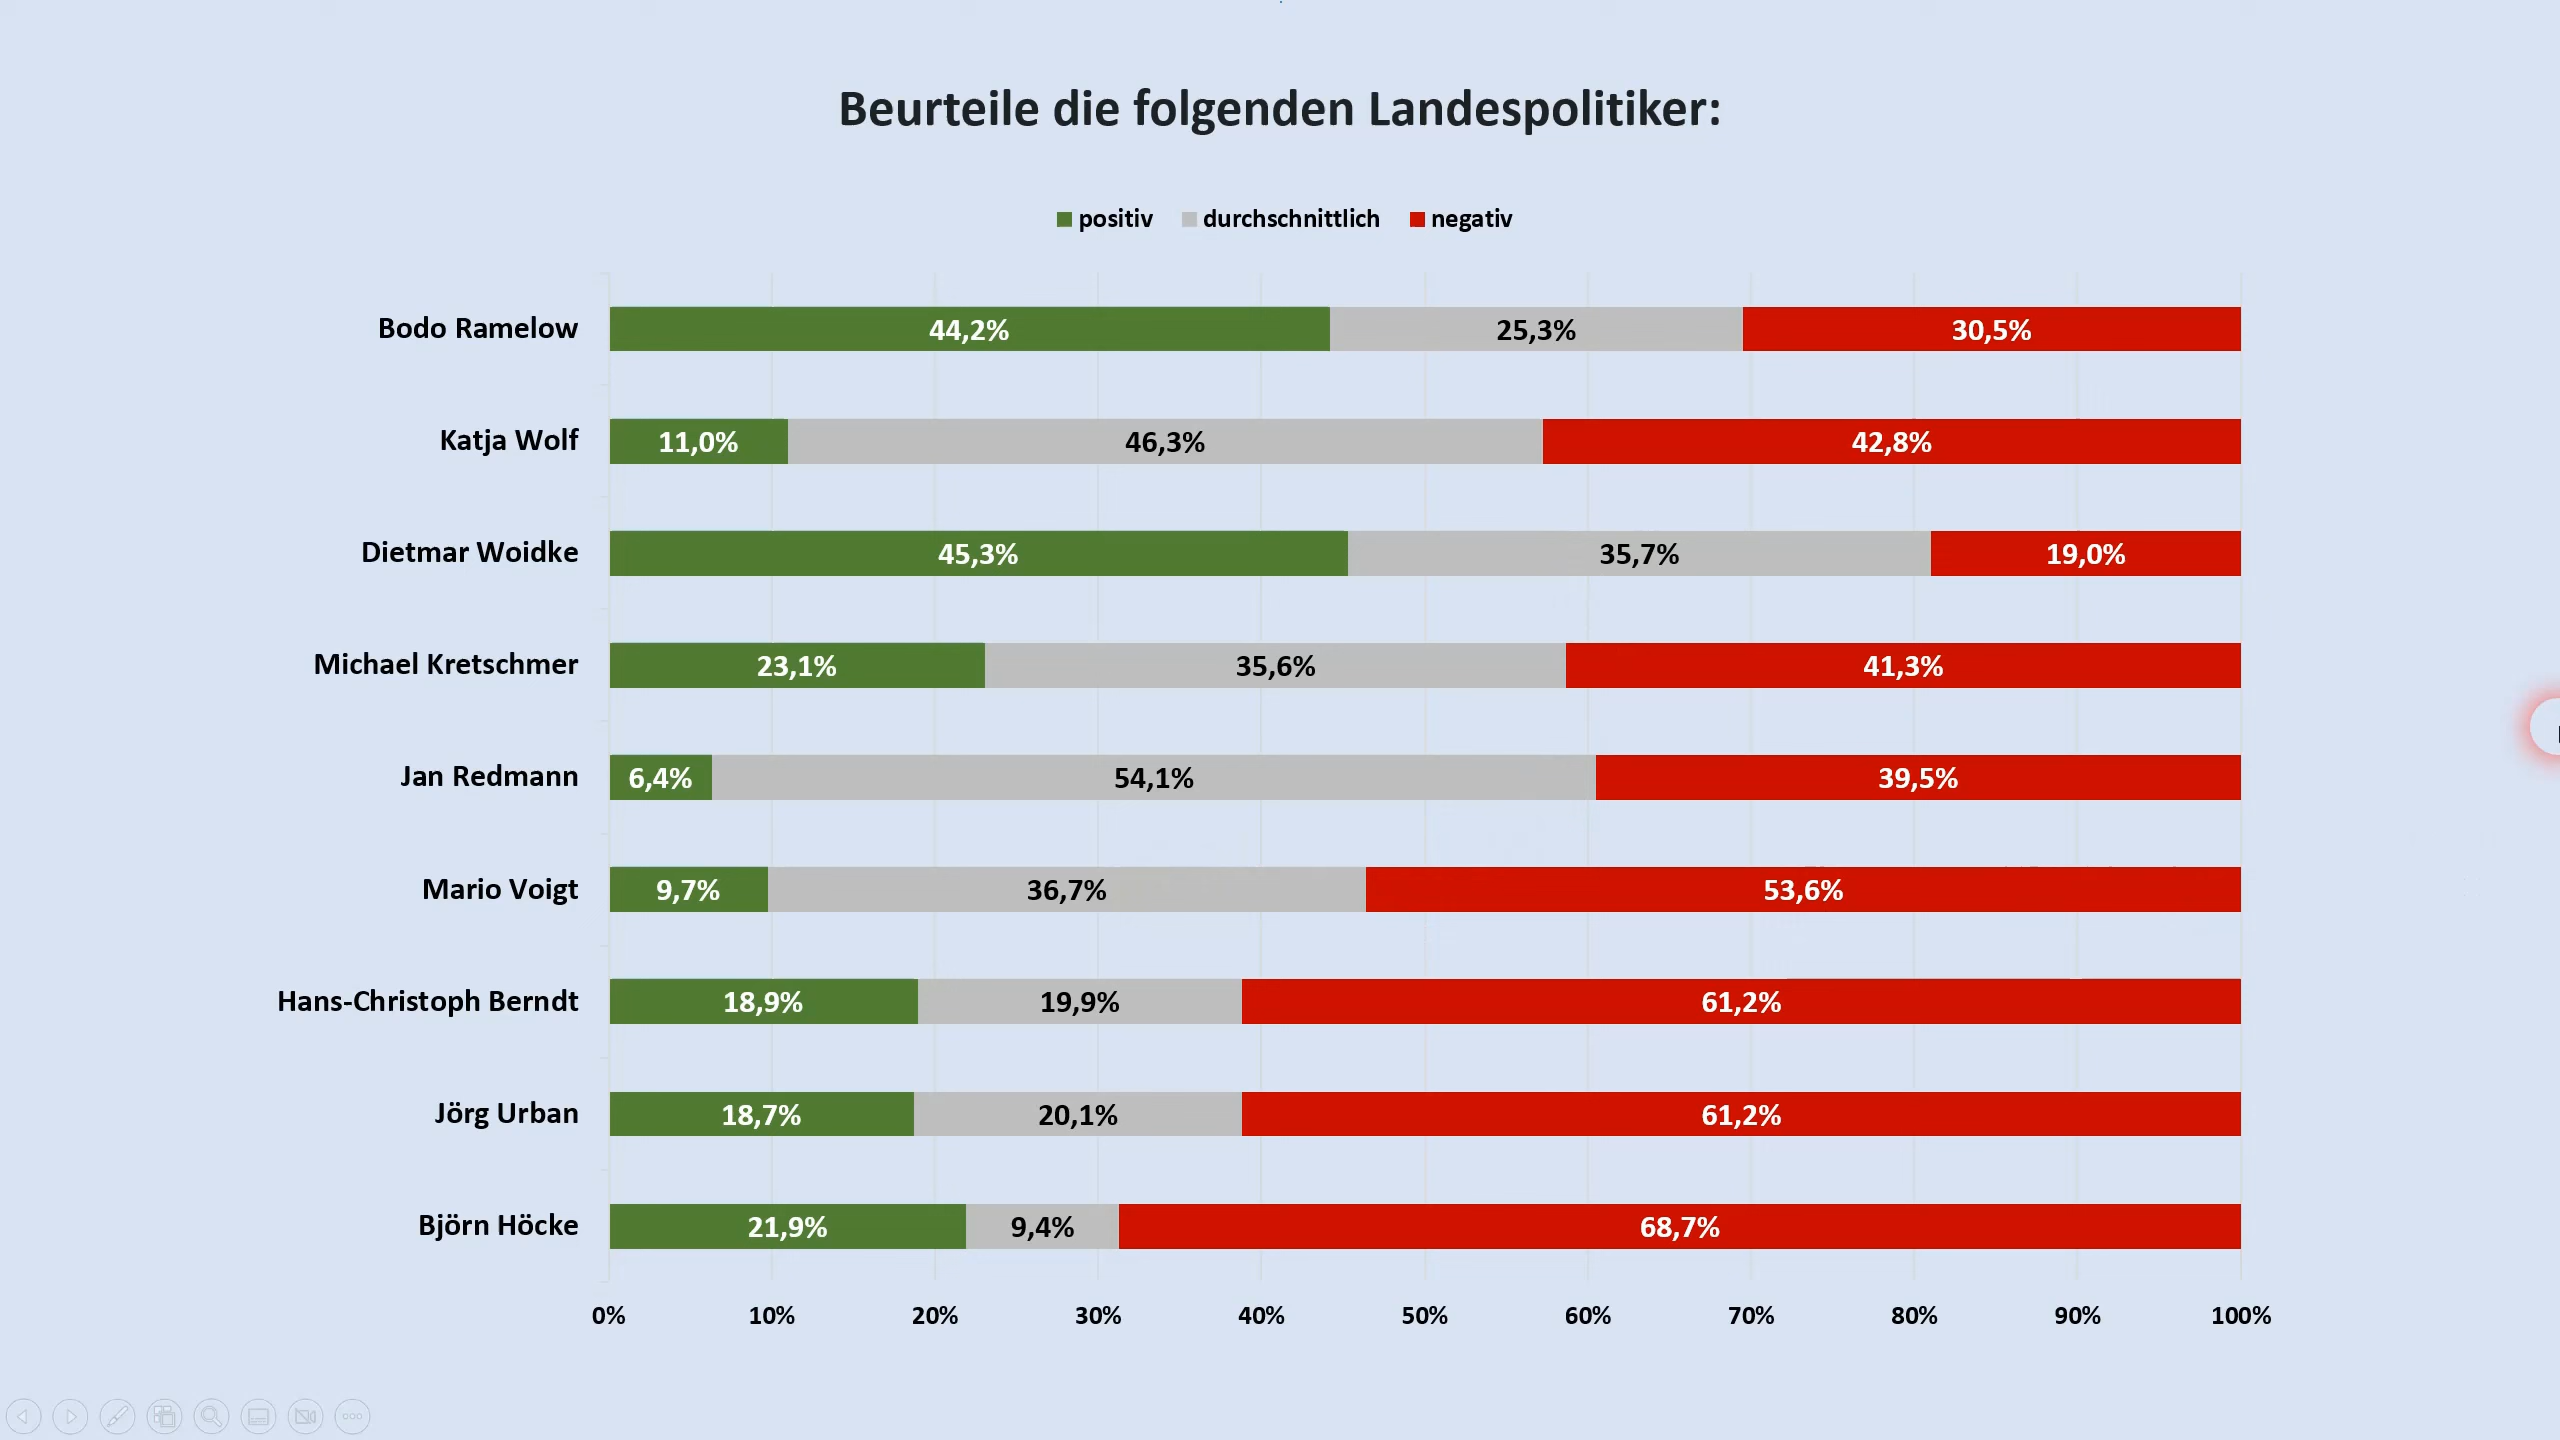 Beurteile die folgenden Landespolitiker:
positiv durchschnittlich negativ
Bodo Ramelow 44,2% 25,3% 30,5%
Katja Wolf 11,0% 46,3% 42,8%
Dietmar Woidke 45,3% 35,7% 19,0%
Michael Kretschmer 23,1% 35,6% 41,3%
Jan Redmann 6,4% 54,1% 39,5%
Mario Voigt 9,7% 36,7% 53,6%
Hans-Christoph Berndt 18,9% 19,9% 61,2%
Jörg Urban 18,7% 20,1% 61,2%
Björn Höcke 21,9% 9,4% 68,7%
0% 10% 20% 30% 40% 50% 60% 70% 80% 90% 100%